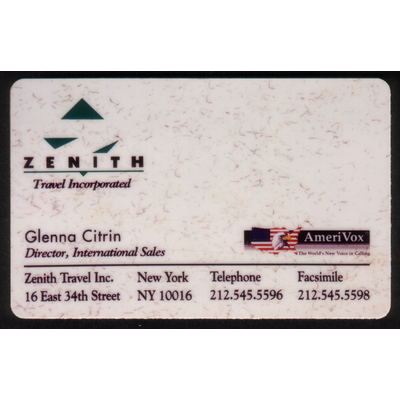 ZENITH
Travel Incorporated
Glenna Citrin
Director, International Sales
AmeriVox
The World's New Voice in Calling
Zenith Travel Inc. New York Telephone Facsimile
16 East 34th Street NY 10016 212.545.5596 212.545.5598